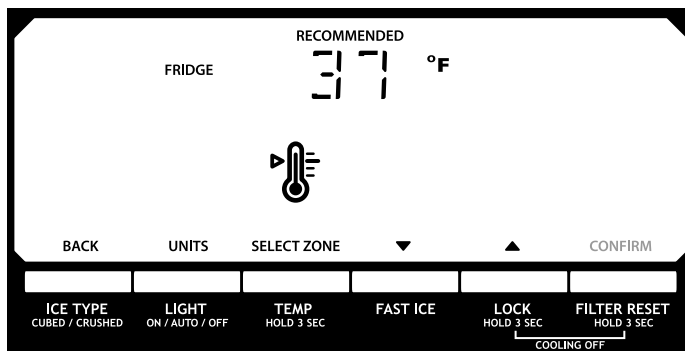 RECOMMENDED
FRIDGE 37 °F
BACK UNITS SELECT ZONE ▼ ▲ CONFIRM
ICE TYPE LIGHT TEMP FAST ICE LOCK FILTER RESET
CUBED / CRUSHED ON / AUTO / OFF HOLD 3 SEC HOLD 3 SEC HOLD 3 SEC
COOLING OFF